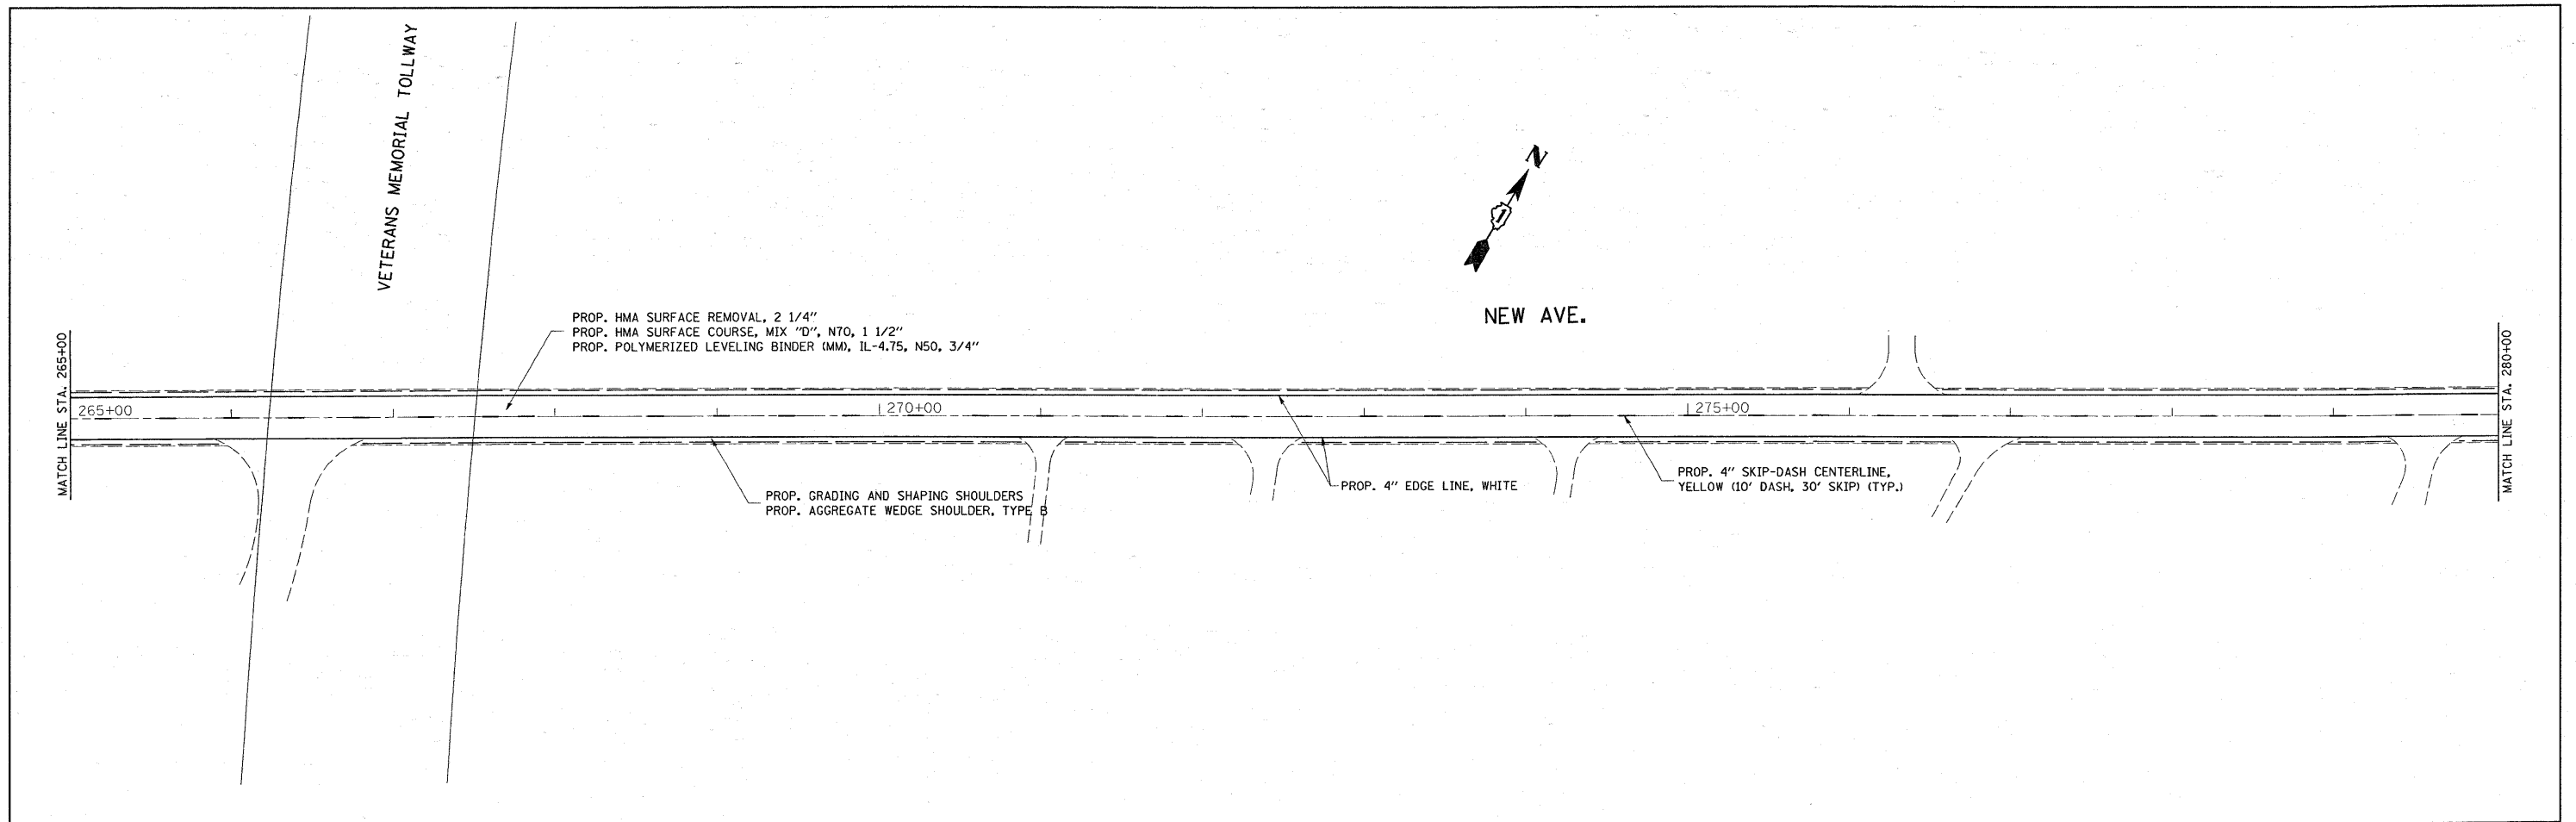 VETERANS MEMORIAL TOLLWAY
N
1
NEW AVE.
PROP. HMA SURFACE REMOVAL, 2 1/4"
PROP. HMA SURFACE COURSE, MIX "D", N70, 1 1/2"
PROP. POLYMERIZED LEVELING BINDER (MM), IL-4.75, N50, 3/4"
MATCH LINE STA. 265+00
265+00
270+00
275+00
MATCH LINE STA. 280+00
PROP. GRADING AND SHAPING SHOULDERS
PROP. AGGREGATE WEDGE SHOULDER, TYPE B
PROP. 4" EDGE LINE, WHITE
PROP. 4" SKIP-DASH CENTERLINE,
YELLOW (10' DASH, 30' SKIP) (TYP.)